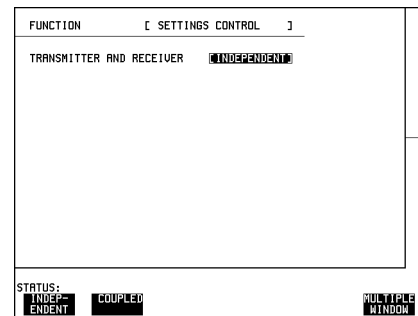 FUNCTION [ SETTINGS CONTROL ]
TRANSMITTER AND RECEIVER [INDEPENDENT]
STATUS:
INDEP-
ENDENT
COUPLED
MULTIPLE
WINDOW